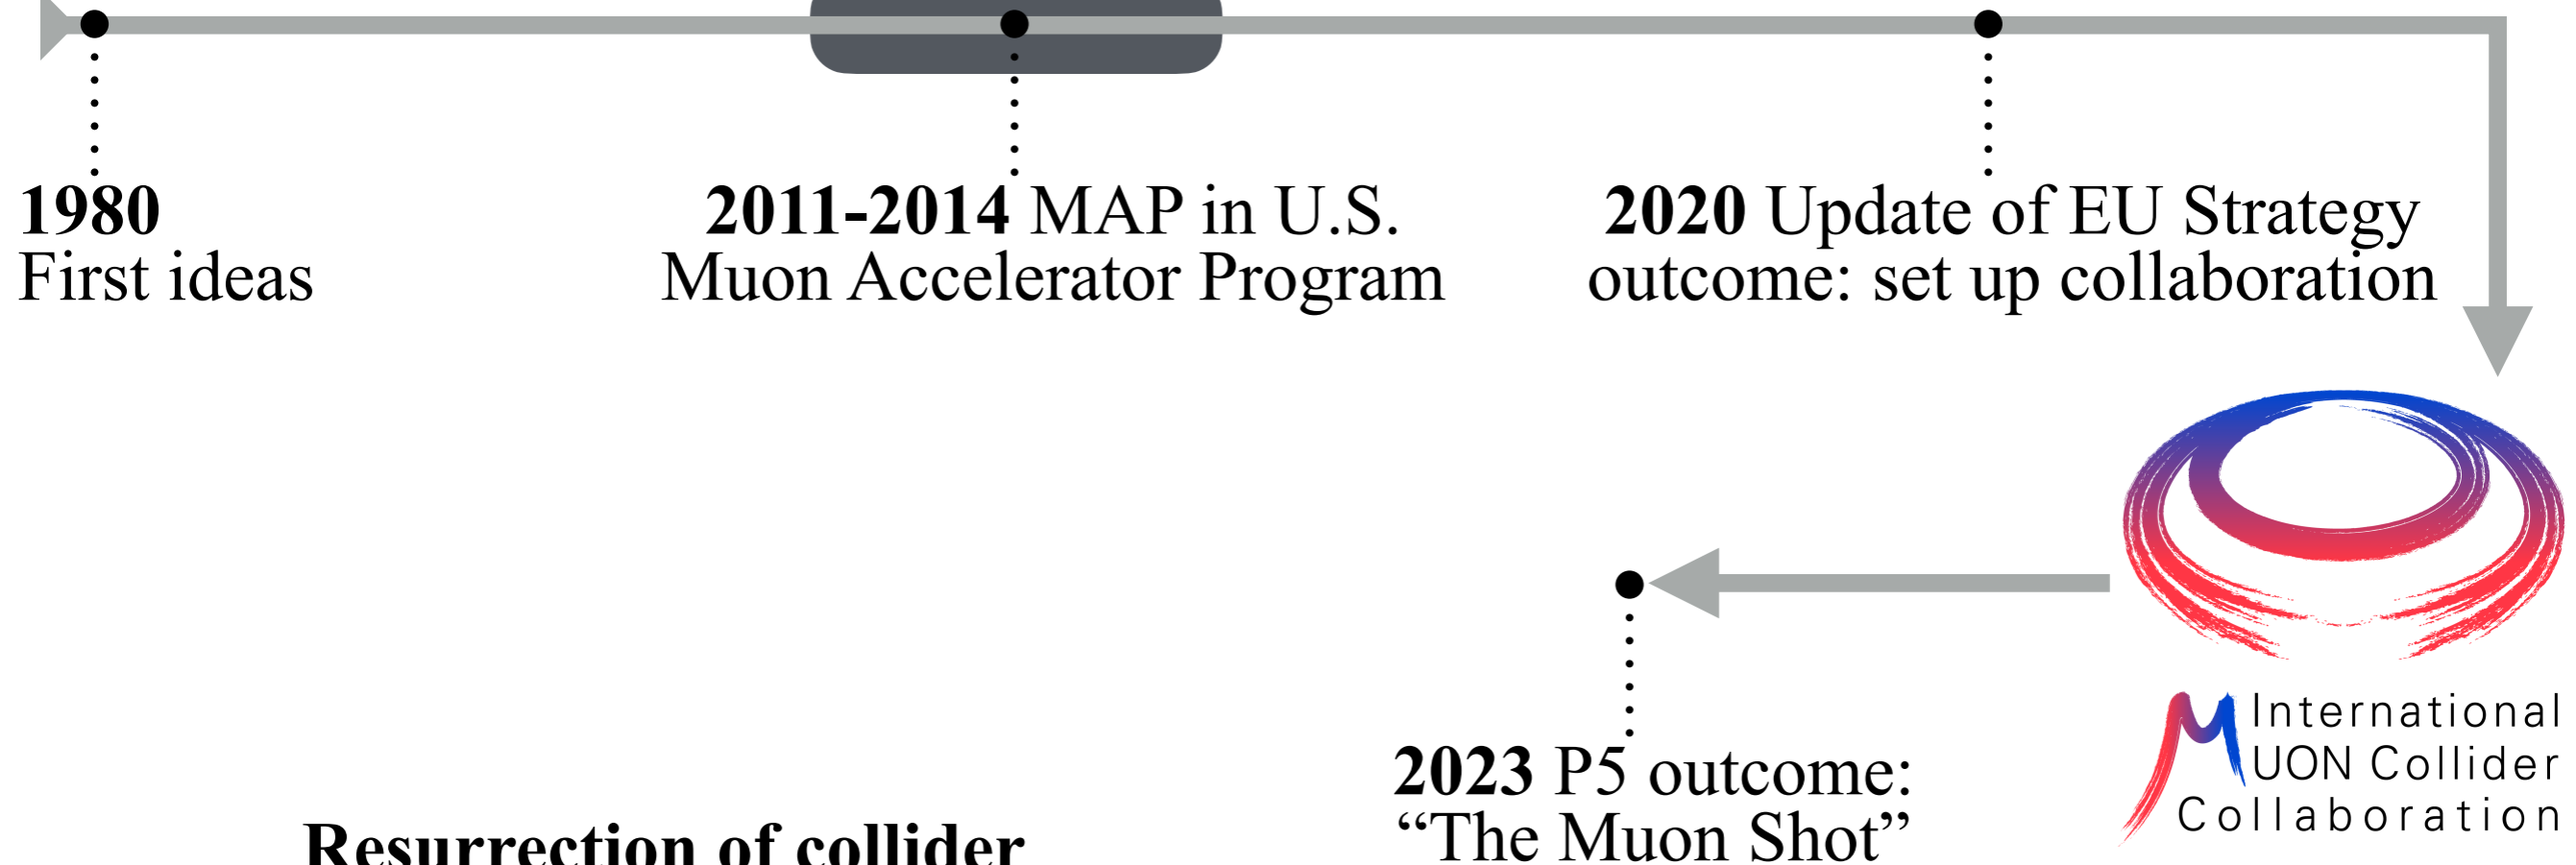 1980
First ideas
2011-2014 MAP in U.S.
Muon Accelerator Program
2020 Update of EU Strategy
outcome: set up collaboration
International
MUON Collider
Collaboration
2023 P5 outcome:
“The Muon Shot”
Resurrection of collider